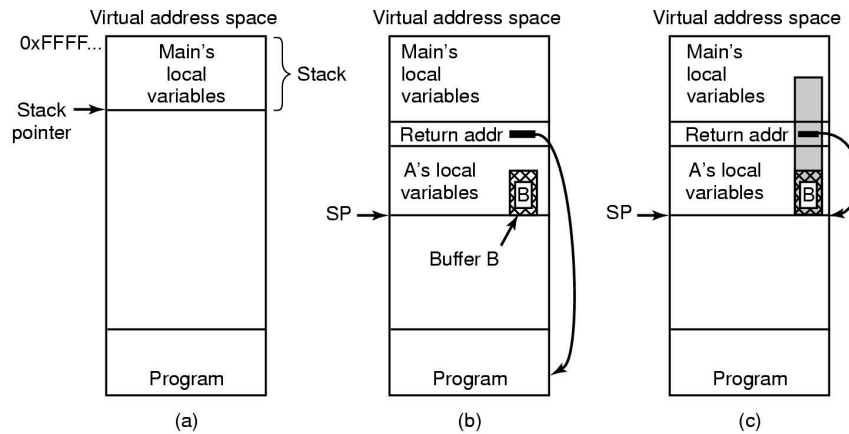 Virtual address space
0xFFFF...
Main's
local
variables
Stack
Stack
pointer
Program
(a)
Virtual address space
Main's
local
variables
Return addr
A's local
variables
B
SP
Buffer B
Program
(b)
Virtual address space
Main's
local
variables
Return addr
A's local
variables
B
SP
Program
(c)